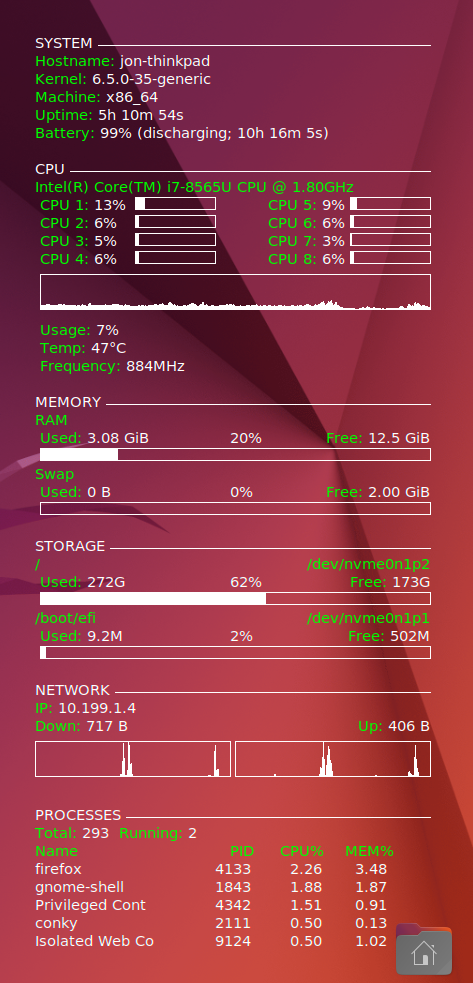 SYSTEM
Hostname: jon-thinkpad
Kernel: 6.5.0-35-generic
Machine: x86_64
Uptime: 5h 10m 54s
Battery: 99% (discharging; 10h 16m 5s)
CPU
Intel(R) Core(TM) i7-8565U CPU @ 1.80GHz
CPU 1: 13% CPU 5: 9%
CPU 2: 6% CPU 6: 6%
CPU 3: 5% CPU 7: 3%
CPU 4: 6% CPU 8: 6%
Usage: 7%
Temp: 47°C
Frequency: 884MHz
MEMORY
RAM
Used: 3.08 GiB 20% Free: 12.5 GiB
Swap
Used: 0 B 0% Free: 2.00 GiB
STORAGE
/ /dev/nvme0n1p2
Used: 272G 62% Free: 173G
/boot/efi /dev/nvme0n1p1
Used: 9.2M 2% Free: 502M
NETWORK
IP: 10.199.1.4
Down: 717 B Up: 406 B
PROCESSES
Total: 293 Running: 2
Name PID CPU% MEM%
firefox 4133 2.26 3.48
gnome-shell 1843 1.88 1.87
Privileged Cont 4342 1.51 0.91
conky 2111 0.50 0.13
Isolated Web Co 9124 0.50 1.02